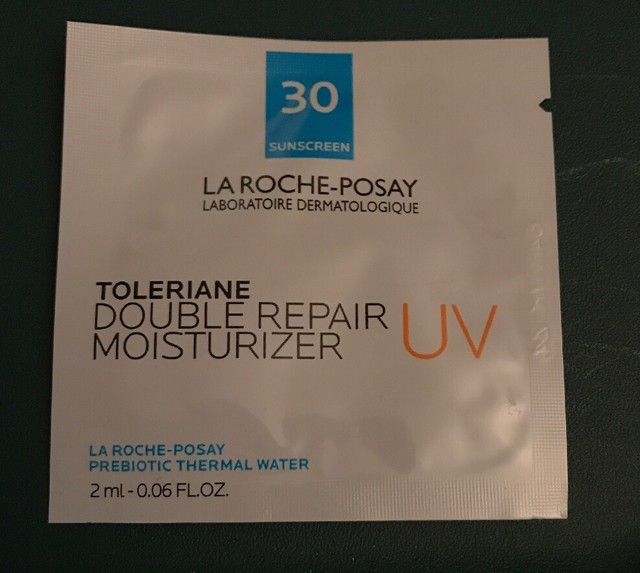 30
SUNSCREEN
LA ROCHE-POSAY
LABORATOIRE DERMATOLOGIQUE
TOLERIANE
DOUBLE REPAIR
MOISTURIZER
UV
LA ROCHE-POSAY
PREBIOTIC THERMAL WATER
2 ml - 0.06 FL.OZ.